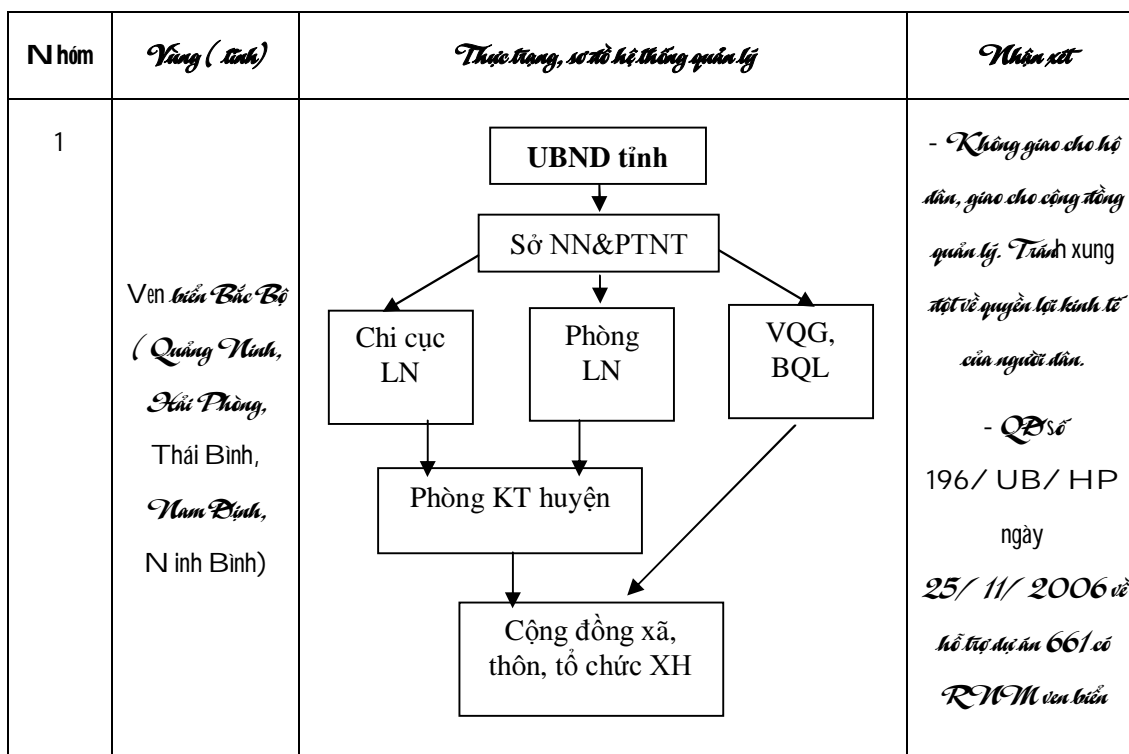 Nhóm
Vùng ( tỉnh)
Thực trạng, sơ đồ hệ thống quản lý
Nhận xét
1
Ven biển Bắc Bộ
( Quảng Ninh,
Hải Phòng,
Thái Bình,
Nam Định,
Ninh Bình)
UBND tỉnh
Sở NN&PTNT
Chi cục
LN
Phòng
LN
VQG,
BQL
Phòng KT huyện
Cộng đồng xã,
thôn, tổ chức XH
- Không giao cho hộ
dân, giao cho cộng đồng
quản lý. Tránh xung
đột về quyền lợi kinh tế
của người dân.
- QĐ số
196/ UB/ HP
ngày
25/ 11/ 2006 về
hỗ trợ dự án 661 có
RNM ven biển